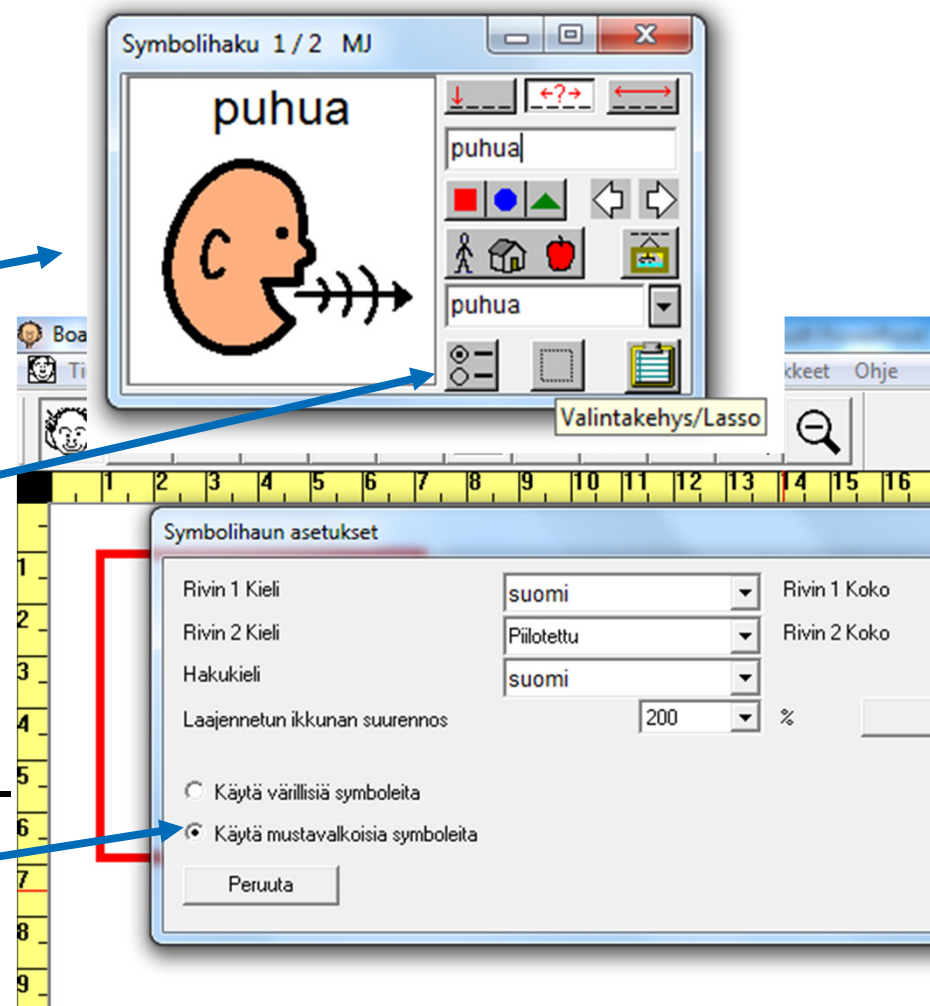 Symbolihaku 1 / 2 MJ
puhua
←?→
puhua
puhua
Valintakehys/Lasso
Boa
Ti
kkeet Ohje
1 2 3 4 5 6 7 8 9 10 11 12 13 14 15 16
Symbolihaun asetukset
Rivin 1 Kieli suomi Rivin 1 Koko
Rivin 2 Kieli Piilotettu Rivin 2 Koko
Hakukieli suomi
Laajennetun ikkunan suurennos 200 %
Käytä värillisiä symboleita
Käytä mustavalkoisia symboleita
Peruuta
1
2
3
4
5
6
7
8
9